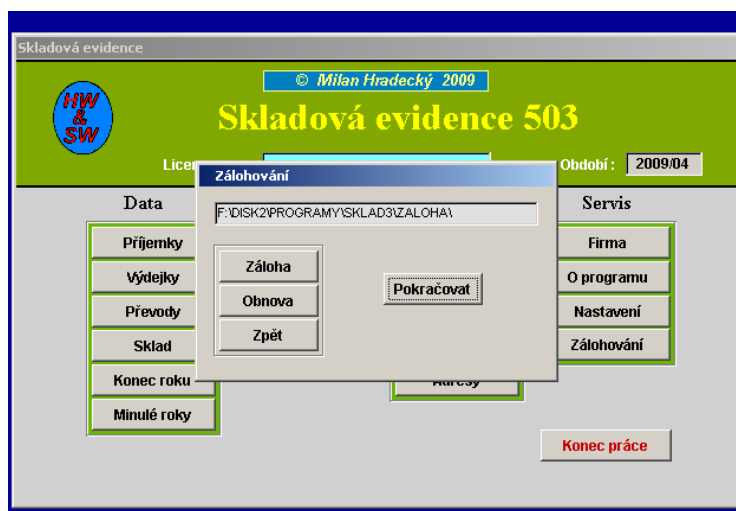 Skladová evidence
© Milan Hradecký 2009
HW
&
SW
Skladová evidence 503
Období : 2009/04
Zálohování
F:\DISK2\PROGRAMY\SKLAD3\ZALOHA\
Záloha
Obnova
Zpět
Pokračovat
Data
Příjemky
Výdejky
Převody
Sklad
Konec roku
Minulé roky
Adresy
Servis
Firma
O programu
Nastavení
Zálohování
Konec práce